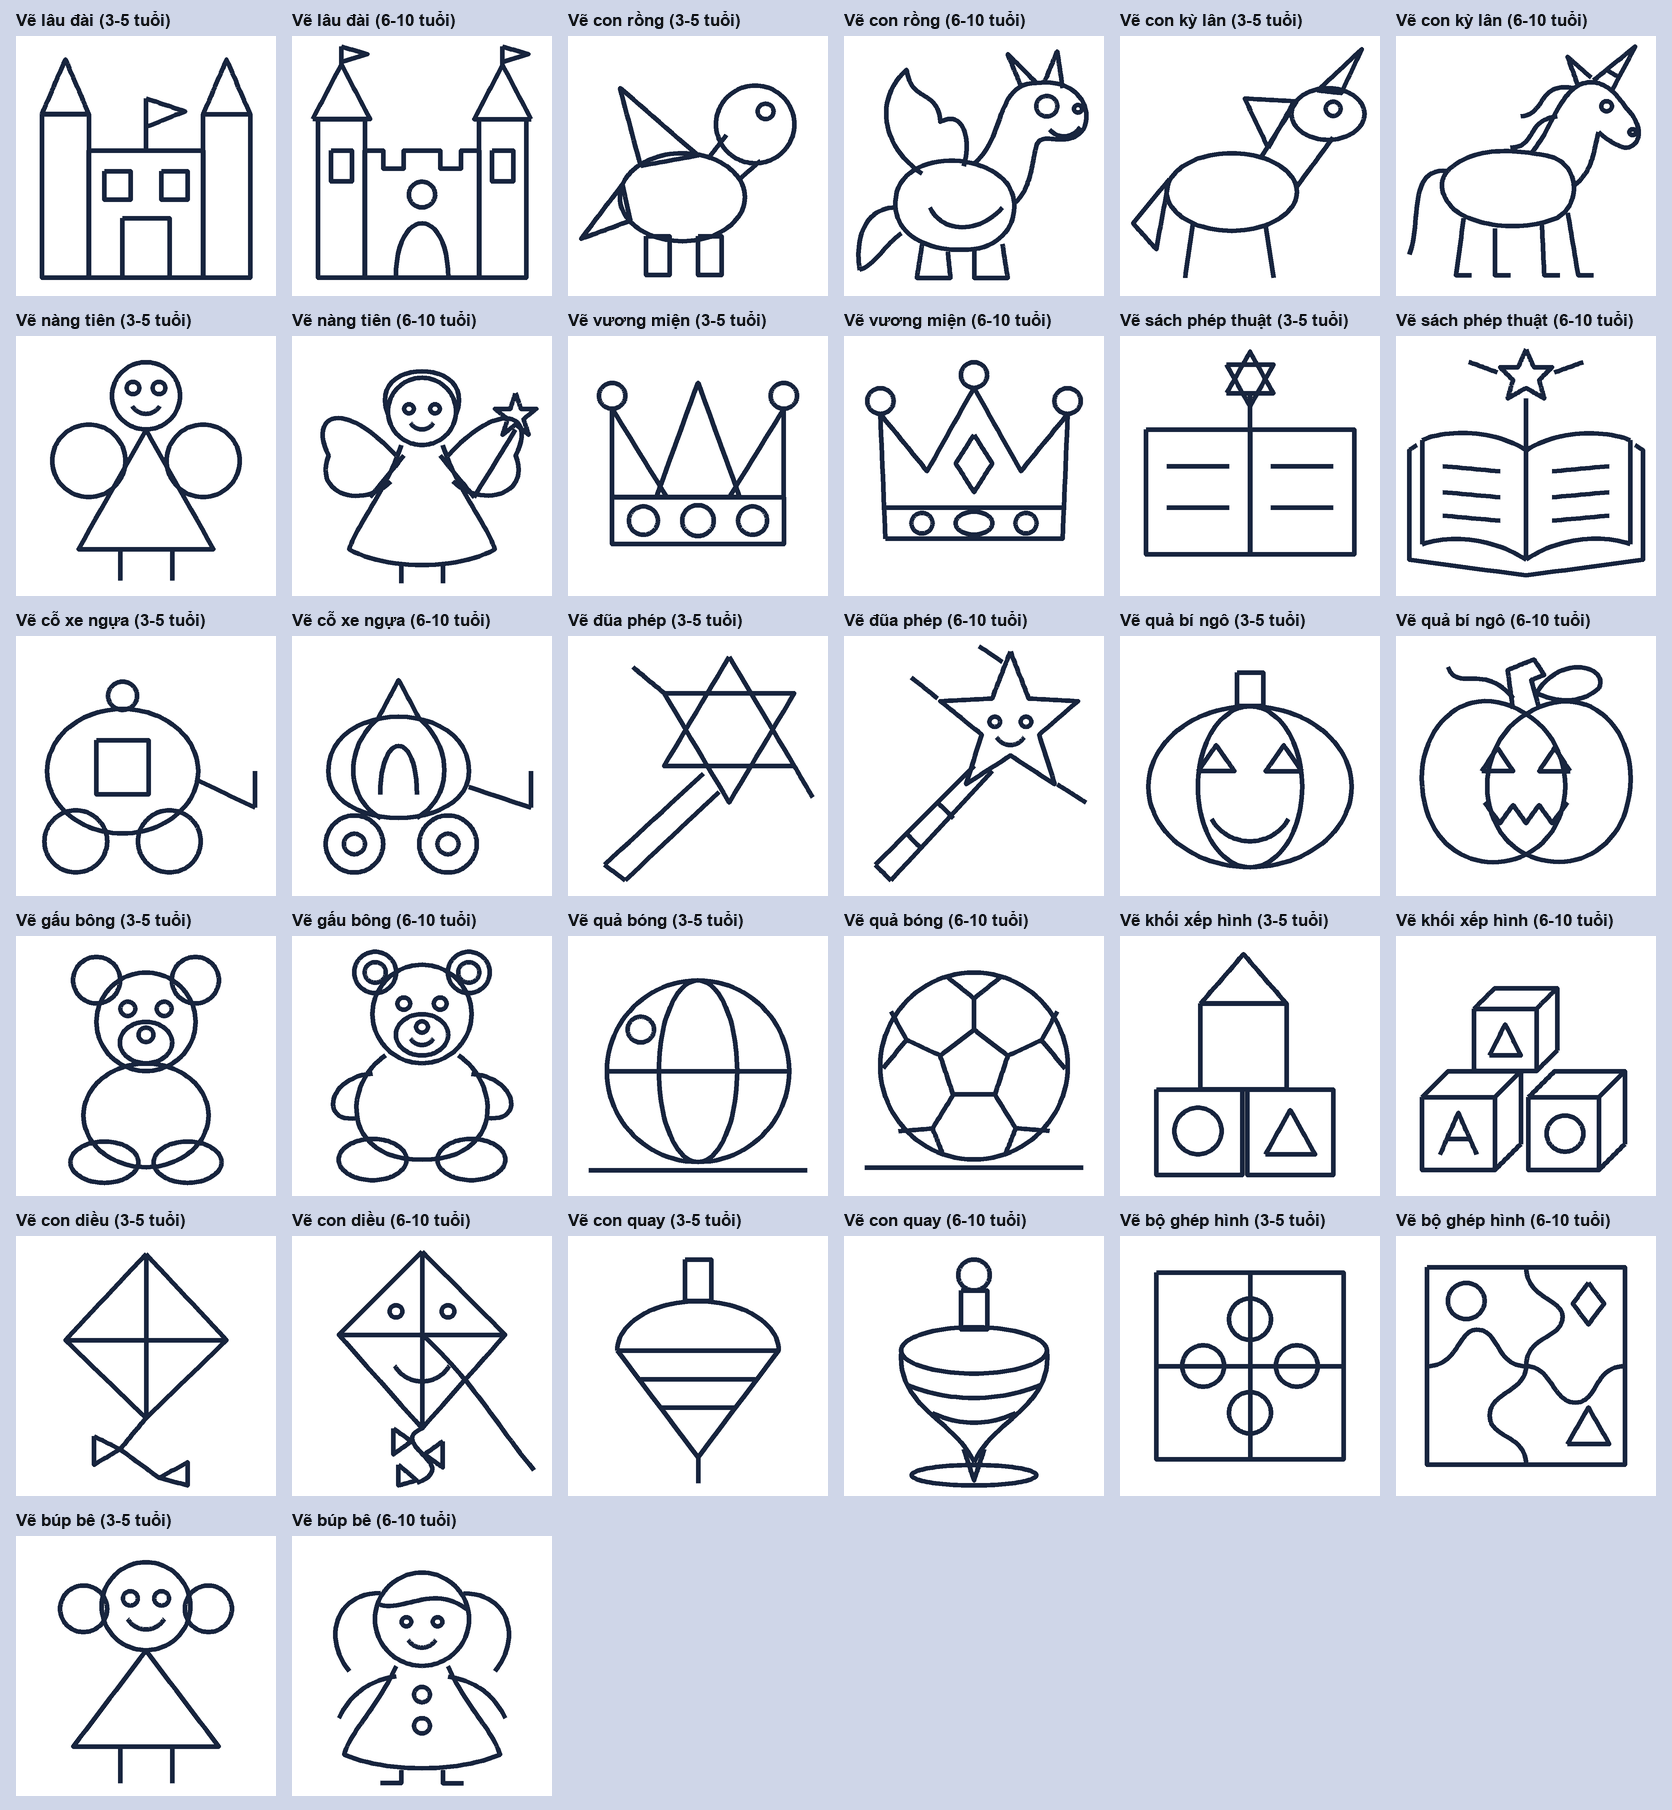 Vẽ lâu đài (3-5 tuổi)
Vẽ lâu đài (6-10 tuổi)
Vẽ con rồng (3-5 tuổi)
Vẽ con rồng (6-10 tuổi)
Vẽ con kỳ lân (3-5 tuổi)
Vẽ con kỳ lân (6-10 tuổi)
Vẽ nàng tiên (3-5 tuổi)
Vẽ nàng tiên (6-10 tuổi)
Vẽ vương miện (3-5 tuổi)
Vẽ vương miện (6-10 tuổi)
Vẽ sách phép thuật (3-5 tuổi)
Vẽ sách phép thuật (6-10 tuổi)
Vẽ cỗ xe ngựa (3-5 tuổi)
Vẽ cỗ xe ngựa (6-10 tuổi)
Vẽ đũa phép (3-5 tuổi)
Vẽ đũa phép (6-10 tuổi)
Vẽ quả bí ngô (3-5 tuổi)
Vẽ quả bí ngô (6-10 tuổi)
Vẽ gấu bông (3-5 tuổi)
Vẽ gấu bông (6-10 tuổi)
Vẽ quả bóng (3-5 tuổi)
Vẽ quả bóng (6-10 tuổi)
Vẽ khối xếp hình (3-5 tuổi)
Vẽ khối xếp hình (6-10 tuổi)
A
Vẽ con diều (3-5 tuổi)
Vẽ con diều (6-10 tuổi)
Vẽ con quay (3-5 tuổi)
Vẽ con quay (6-10 tuổi)
Vẽ bộ ghép hình (3-5 tuổi)
Vẽ bộ ghép hình (6-10 tuổi)
Vẽ búp bê (3-5 tuổi)
Vẽ búp bê (6-10 tuổi)